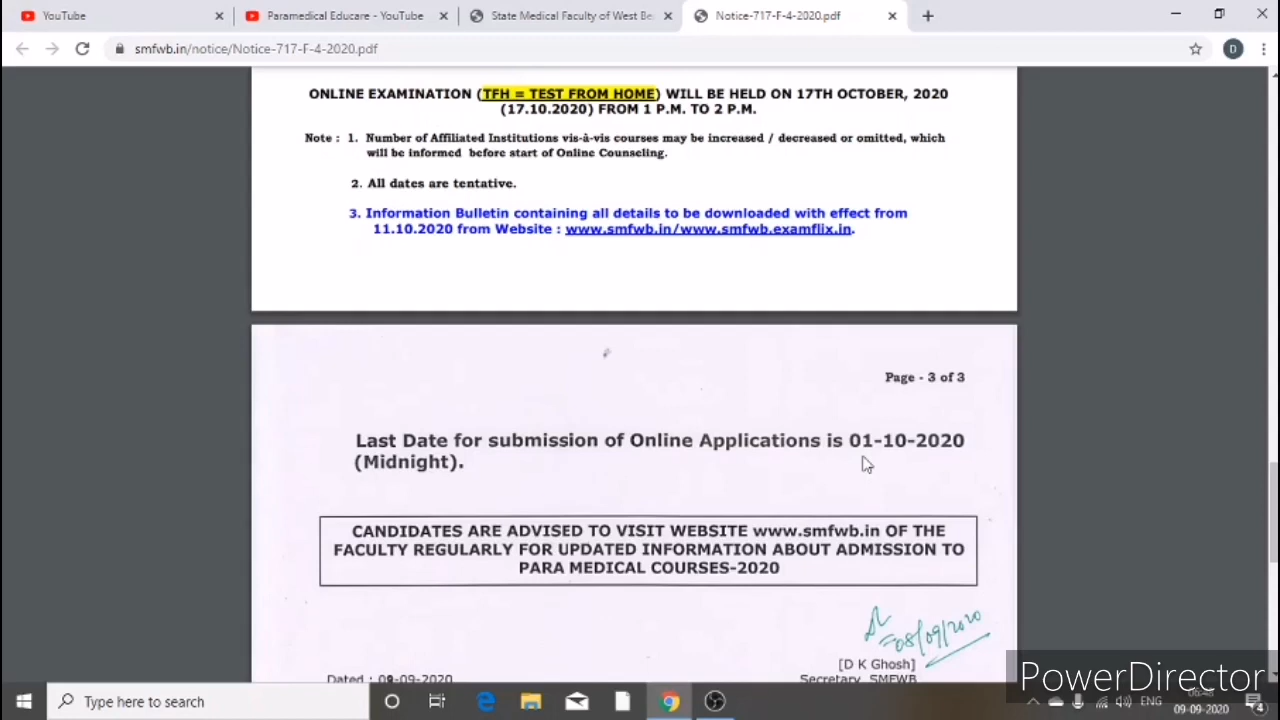 YouTube
Paramedical Educare - YouTube
State Medical Faculty of West Be
Notice-717-F-4-2020.pdf
smfwb.in/notice/Notice-717-F-4-2020.pdf
D
ONLINE EXAMINATION (TFH = TEST FROM HOME) WILL BE HELD ON 17TH OCTOBER, 2020
(17.10.2020) FROM 1 P.M. TO 2 P.M.
Note : 1. Number of Affiliated Institutions vis-à-vis courses may be increased / decreased or omitted, which
will be informed before start of Online Counseling.
2. All dates are tentative.
3. Information Bulletin containing all details to be downloaded with effect from
11.10.2020 from Website : www.smfwb.in/www.smfwb.examflix.in.
Page - 3 of 3
Last Date for submission of Online Applications is 01-10-2020
(Midnight).
CANDIDATES ARE ADVISED TO VISIT WEBSITE www.smfwb.in OF THE
FACULTY REGULARLY FOR UPDATED INFORMATION ABOUT ADMISSION TO
PARA MEDICAL COURSES-2020
08/09/2020
[D K Ghosh]
Dated : 09-09-2020
Secretary, SMFWB
PowerDirector
Type here to search
ENG
09-09-2020
4